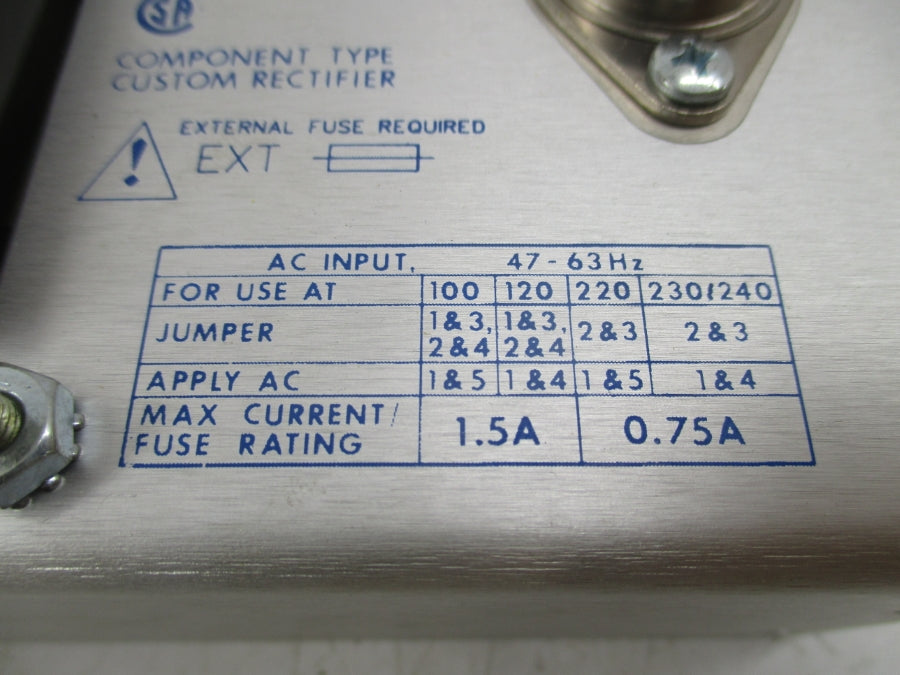 CSA
COMPONENT TYPE
CUSTOM RECTIFIER
EXTERNAL FUSE REQUIRED
! EXT
AC INPUT, 47-63Hz
FOR USE AT 100 120 220 230/240
JUMPER 1&3, 2&4 1&3, 2&4 2&3 2&3
APPLY AC 1&5 1&4 1&5 1&4
MAX CURRENT/
FUSE RATING 1.5A 0.75A